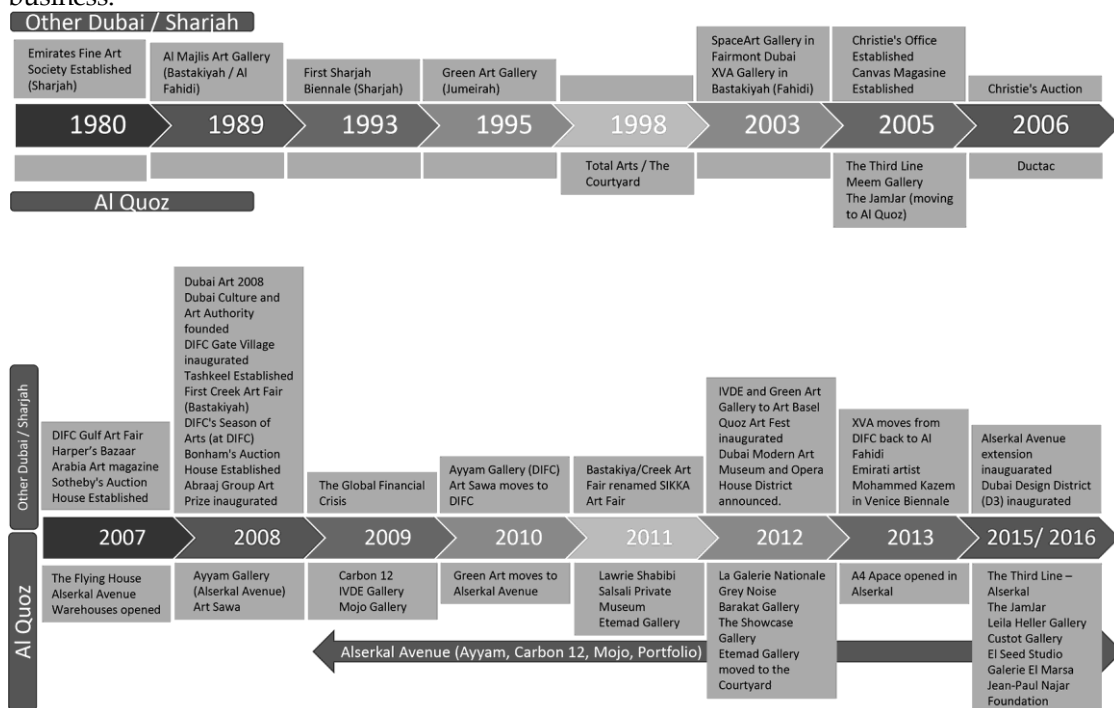 business.
Other Dubai / Sharjah
Emirates Fine Art
Society Established
(Sharjah)
Al Majlis Art Gallery
(Bastakiyah / Al
Fahidi)
First Sharjah
Biennale (Sharjah)
Green Art Gallery
(Jumeirah)
SpaceArt Gallery in
Fairmont Dubai
XVA Gallery in
Bastakiyah (Fahidi)
Christie's Office
Established
Canvas Magasine
Established
Christie's Auction
1980
1989
1993
1995
1998
2003
2005
2006
Total Arts / The
Courtyard
The Third Line
Meem Gallery
The JamJar (moving
to Al Quoz)
Ductac
Al Quoz
Other Dubai / Sharjah
DIFC Gulf Art Fair
Harper's Bazaar
Arabia Art magazine
Sotheby's Auction
House Established
Dubai Art 2008
Dubai Culture and
Art Authority
founded
DIFC Gate Village
inaugurated
Tashkeel Established
First Creek Art Fair
(Bastakiyah)
DIFC's Season of
Arts (at DIFC)
Bonham's Auction
House Established
Abraaj Group Art
Prize inaugurated
The Global Financial
Crisis
Ayyam Gallery (DIFC)
Art Sawa moves to
DIFC
Bastakiya/Creek Art
Fair renamed SIKKA
Art Fair
IVDE and Green Art
Gallery to Art Basel
Quoz Art Fest
inaugurated
Dubai Modern Art
Museum and Opera
House District
announced.
XVA moves from
DIFC back to Al
Fahidi
Emirati artist
Mohammed Kazem
in Venice Biennale
Alserkal Avenue
extension
inauguarated
Dubai Design District
(D3) inaugurated
2007
2008
2009
2010
2011
2012
2013
2015/ 2016
Al Quoz
The Flying House
Alserkal Avenue
Warehouses opened
Ayyam Gallery
(Alserkal Avenue)
Art Sawa
Carbon 12
IVDE Gallery
Mojo Gallery
Green Art moves to
Alserkal Avenue
Lawrie Shabibi
Salsali Private
Museum
Etemad Gallery
La Galerie Nationale
Grey Noise
Barakat Gallery
The Showcase
Gallery
Etemad Gallery
moved to the
Courtyard
A4 Apace opened in
Alserkal
The Third Line –
Alserkal
The JamJar
Leila Heller Gallery
Custot Gallery
El Seed Studio
Galerie El Marsa
Jean-Paul Najar
Foundation
Alserkal Avenue (Ayyam, Carbon 12, Mojo, Portfolio)